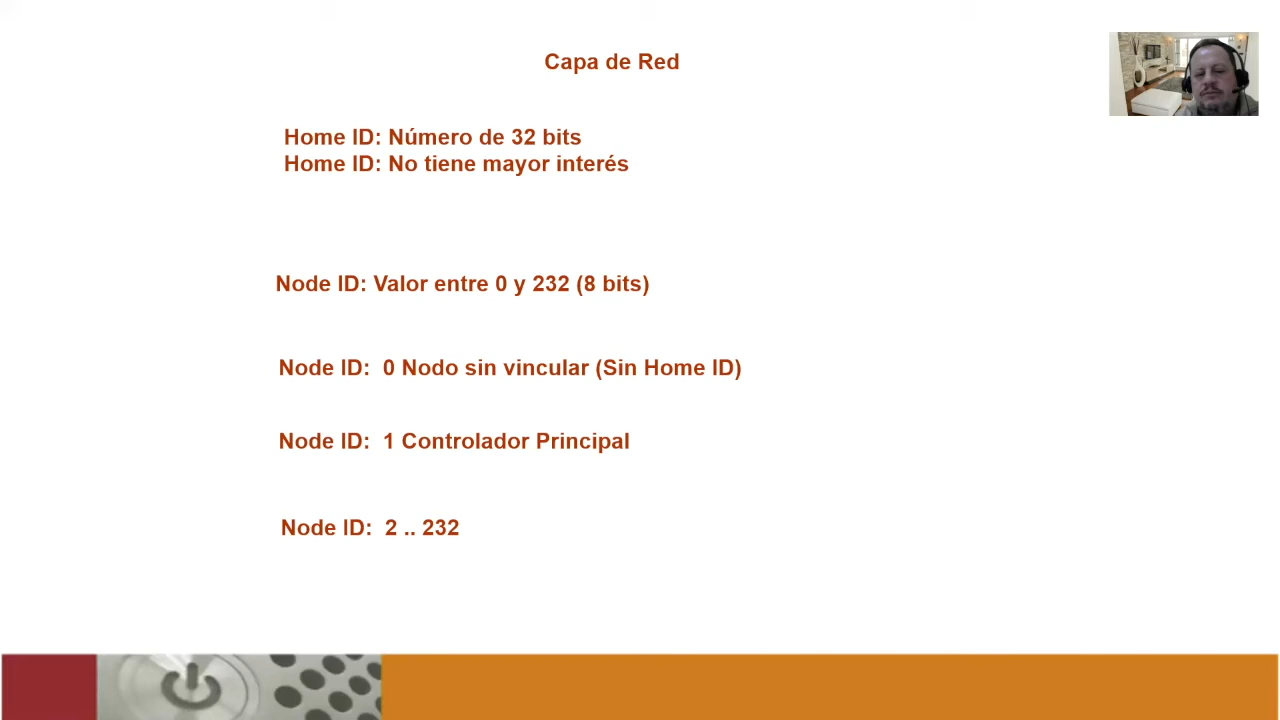 Capa de Red
Home ID: Número de 32 bits
Home ID: No tiene mayor interés
Node ID: Valor entre 0 y 232 (8 bits)
Node ID: 0 Nodo sin vincular (Sin Home ID)
Node ID: 1 Controlador Principal
Node ID: 2 .. 232